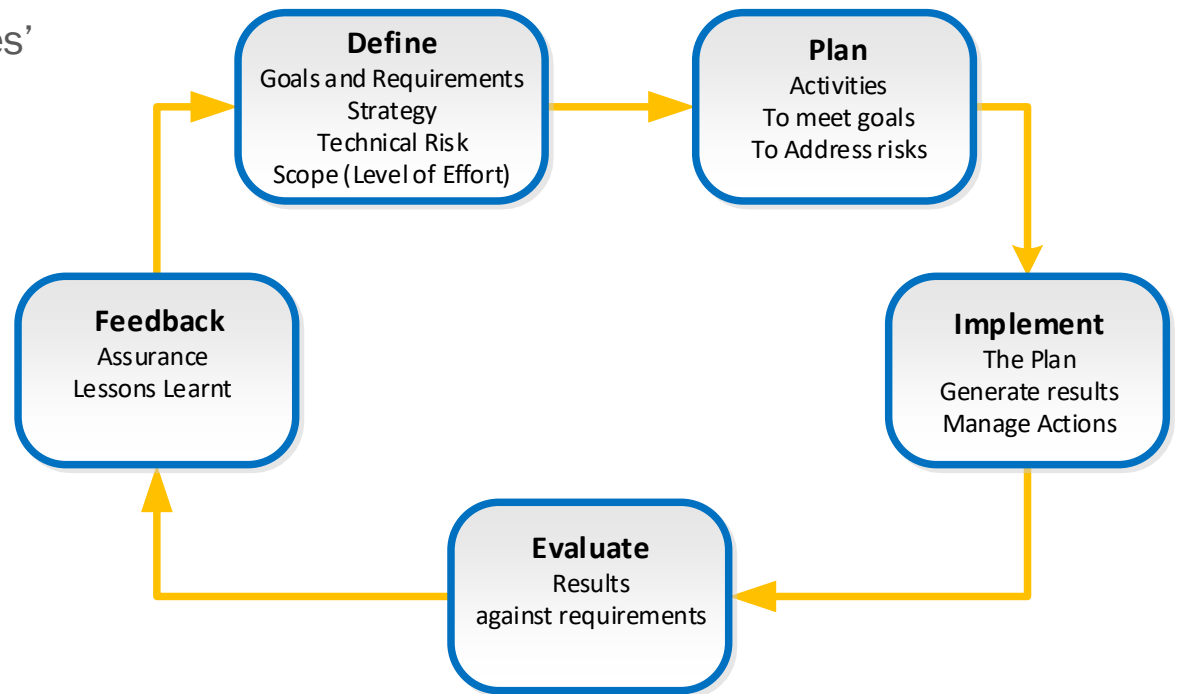 es’
Define
Goals and Requirements
Strategy
Technical Risk
Scope (Level of Effort)
Plan
Activities
To meet goals
To Address risks
Implement
The Plan
Generate results
Manage Actions
Evaluate
Results
against requirements
Feedback
Assurance
Lessons Learnt